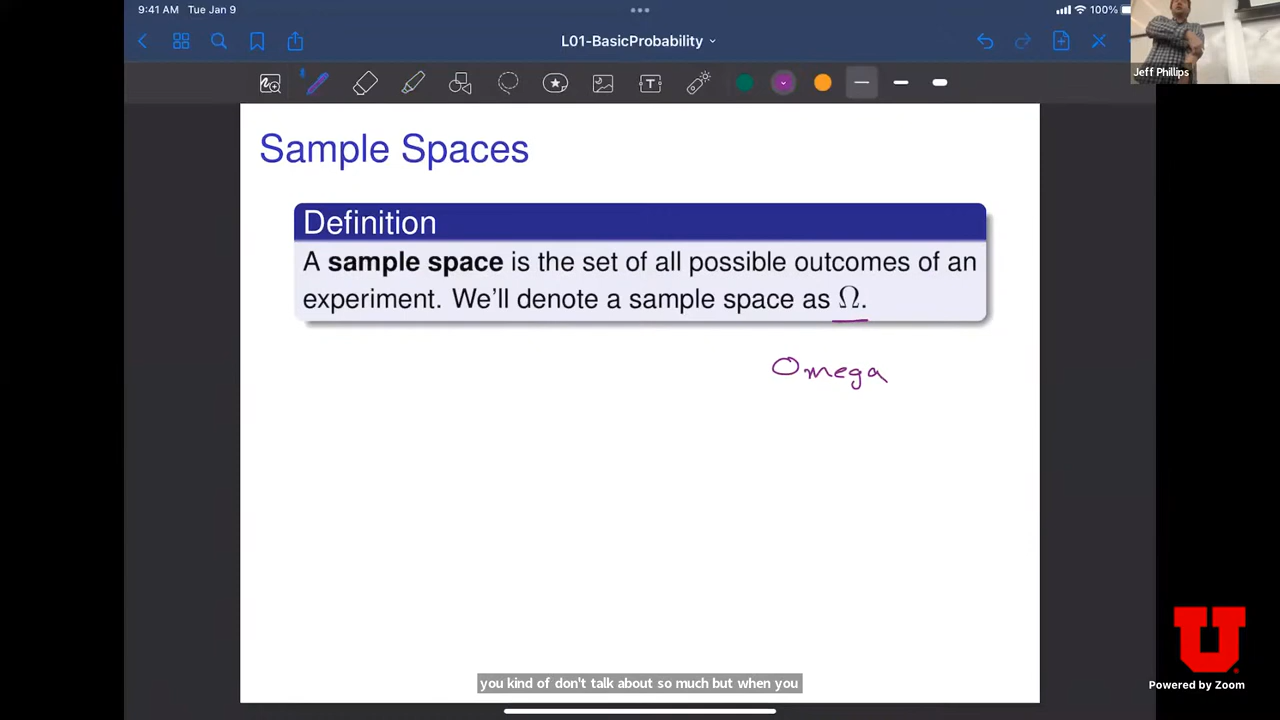 9:41 AM Tue Jan 9
100%
L01-BasicProbability
Jeff Phillips
T
Sample Spaces
Definition
A sample space is the set of all possible outcomes of an
experiment. We'll denote a sample space as Ω.
Omega
you kind of don't talk about so much but when you
U
Powered by Zoom